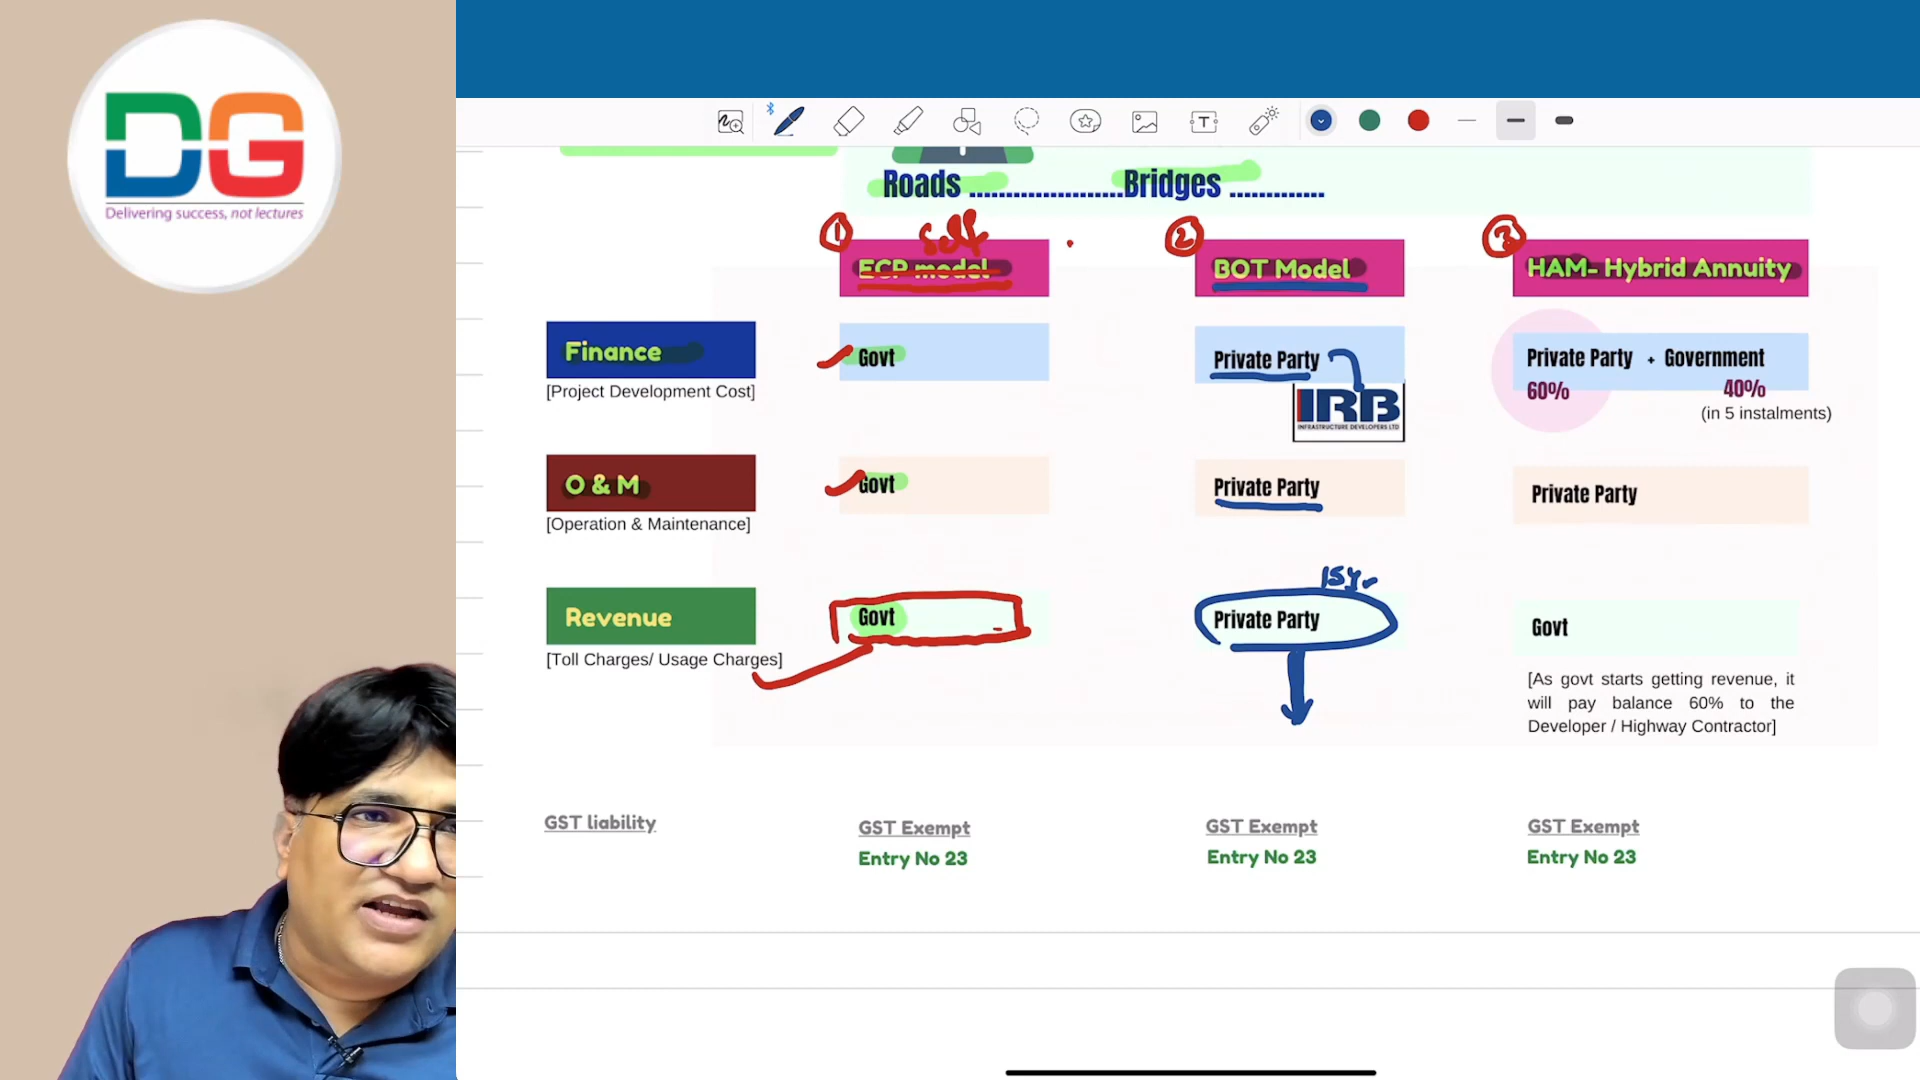 DG
Delivering success, not lectures
T
Roads ......................Bridges .............
1 Self
2
3
ECP model
BOT Model
HAM- Hybrid Annuity
Finance
[Project Development Cost]
Govt
Private Party
IRB
INFRASTRUCTURE DEVELOPERS LTD
Private Party + Government
60% 40%
(in 5 instalments)
O & M
[Operation & Maintenance]
Govt
Private Party
Private Party
15y.
Revenue
[Toll Charges/ Usage Charges]
Govt
Private Party
Govt
[As govt starts getting revenue, it
will pay balance 60% to the
Developer / Highway Contractor]
GST liability
GST Exempt
Entry No 23
GST Exempt
Entry No 23
GST Exempt
Entry No 23